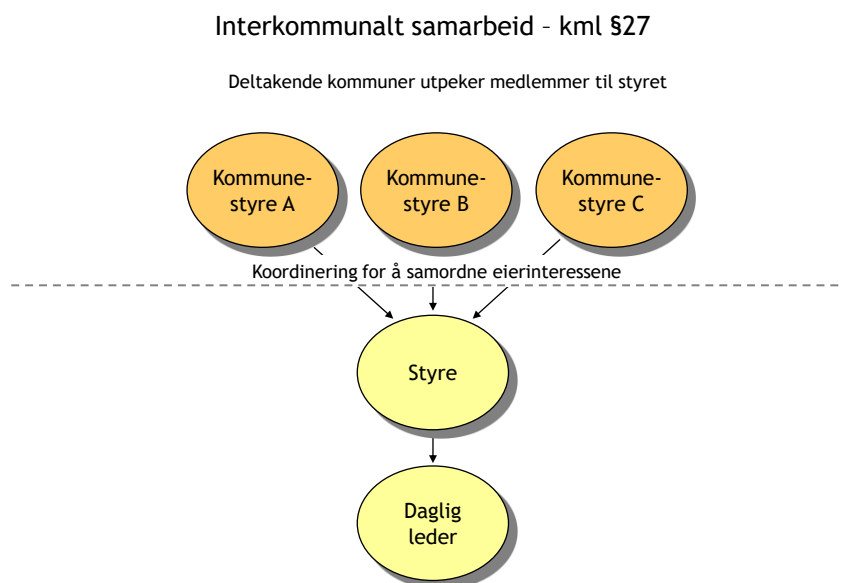 Interkommunalt samarbeid – kml §27
Deltakende kommuner utpeker medlemmer til styret
Kommune-
styre A
Kommune-
styre B
Kommune-
styre C
Koordinering for å samordne eierinteressene
Styre
Daglig
leder